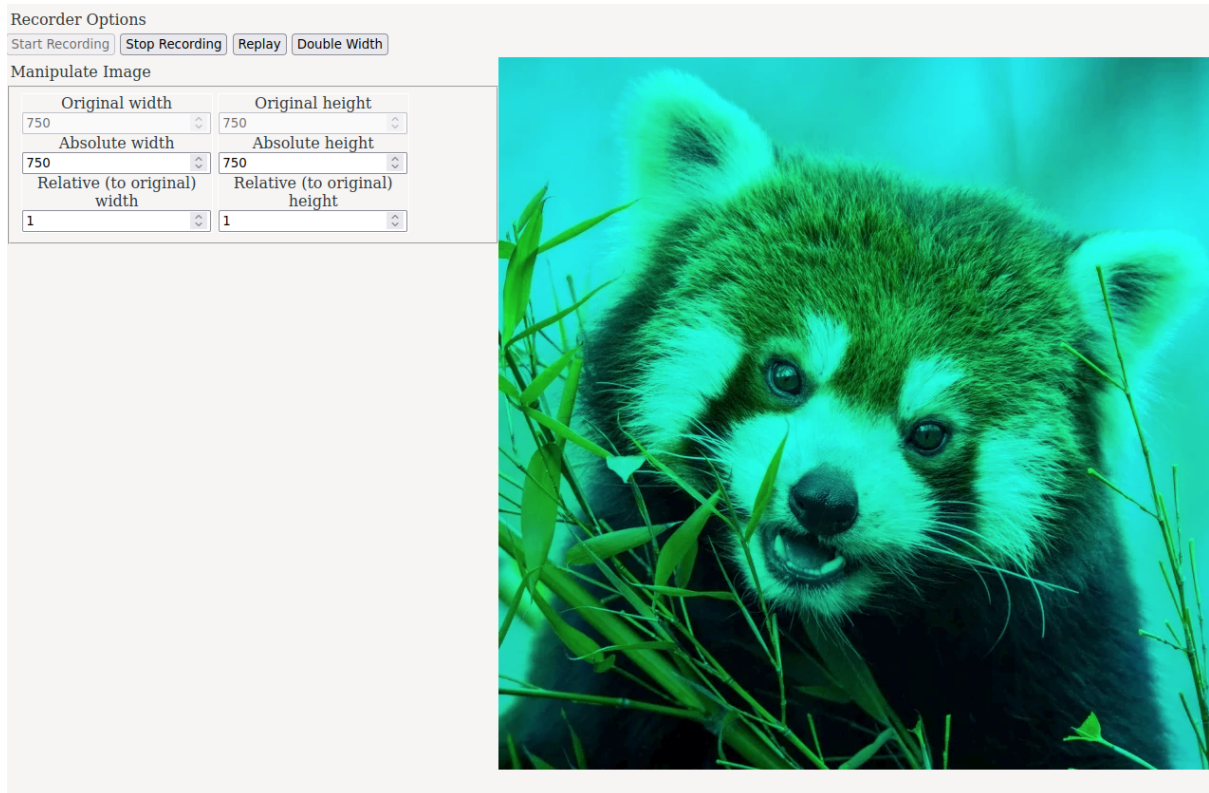 Recorder Options
Start Recording Stop Recording Replay Double Width
Manipulate Image
Original width Original height
750 750
Absolute width Absolute height
750 750
Relative (to original) Relative (to original)
width height
1 1